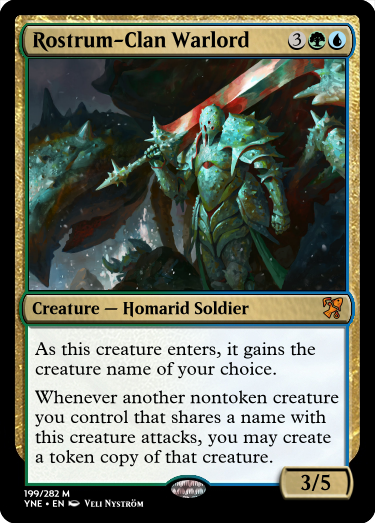 Rostrum-Clan Warlord 3
Creature — Homarid Soldier
As this creature enters, it gains the
creature name of your choice.
Whenever another nontoken creature
you control that shares a name with
this creature attacks, you may create
a token copy of that creature.
3/5
199/282 M
YNE • EN Veli Nyström